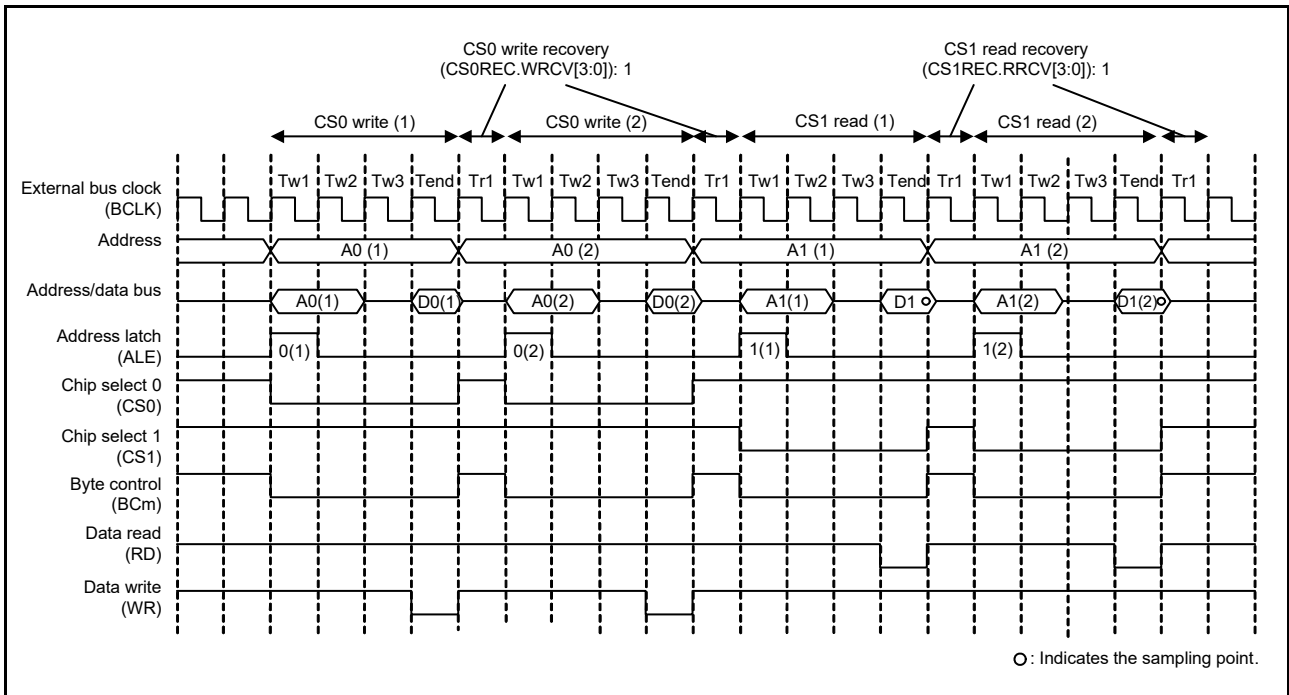 CS0 write recovery
(CS0REC.WRCV[3:0]): 1
CS1 read recovery
(CS1REC.RRCV[3:0]): 1
CS0 write (1)
CS0 write (2)
CS1 read (1)
CS1 read (2)
Tw1 Tw2 Tw3 Tend Tr1 Tw1 Tw2 Tw3 Tend Tr1 Tw1 Tw2 Tw3 Tend Tr1 Tw1 Tw2 Tw3 Tend Tr1
External bus clock
(BCLK)
Address
A0 (1) A0 (2) A1 (1) A1 (2)
Address/data bus
A0(1) D0(1 A0(2) D0(2) A1(1) D1 A1(2) D1(2)
Address latch
(ALE)
0(1) 0(2) 1(1) 1(2)
Chip select 0
(CS0)
Chip select 1
(CS1)
Byte control
(BCm)
Data read
(RD)
Data write
(WR)
: Indicates the sampling point.